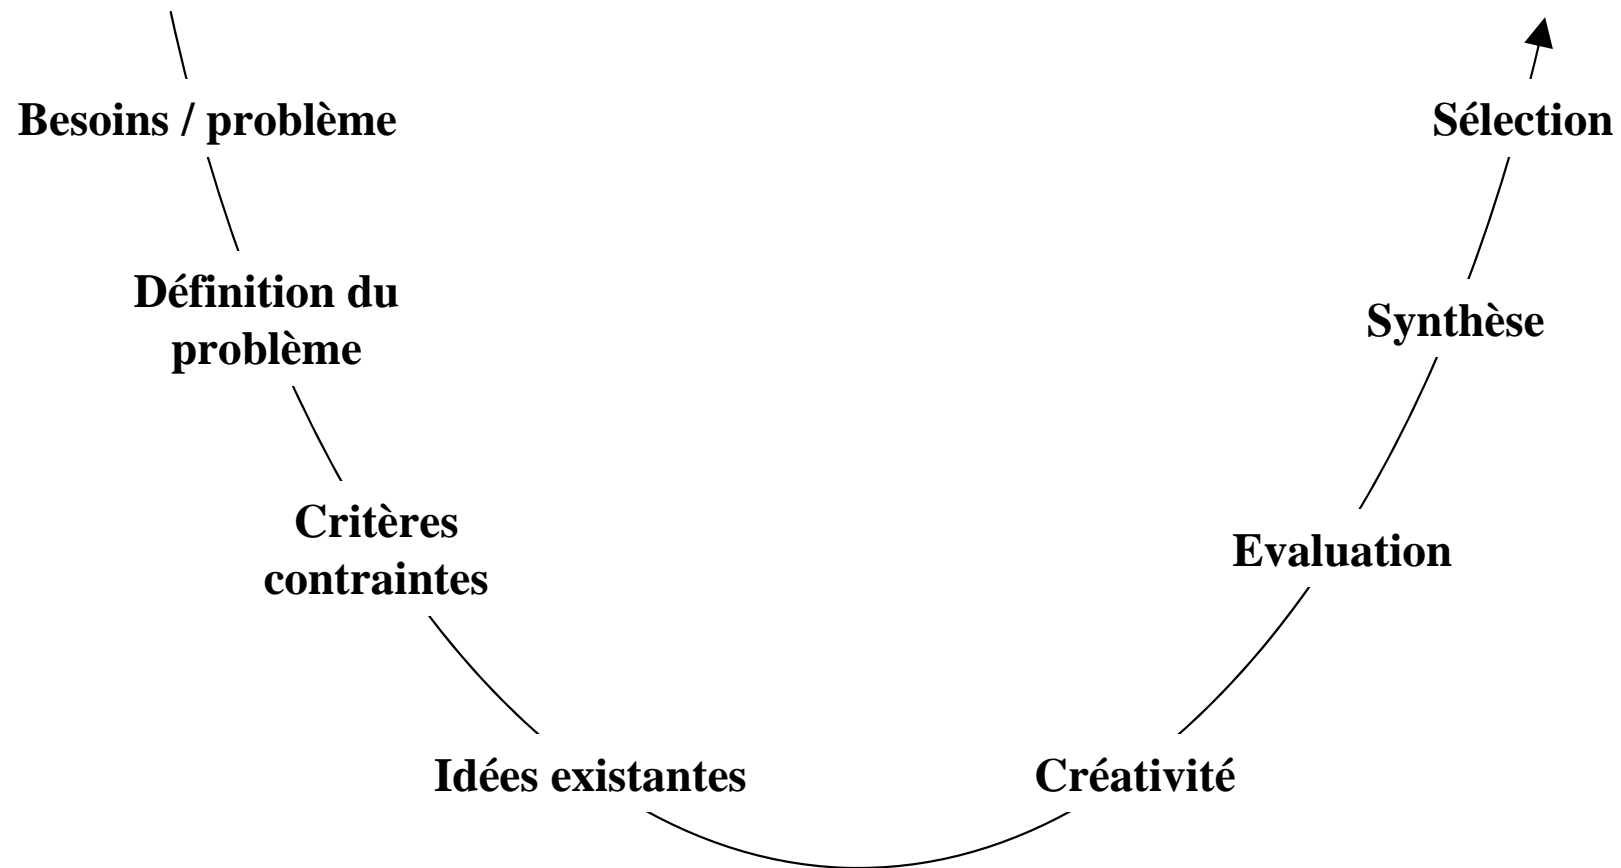 Besoins / problème
Définition du
problème
Critères
contraintes
Idées existantes
Créativité
Evaluation
Synthèse
Sélection